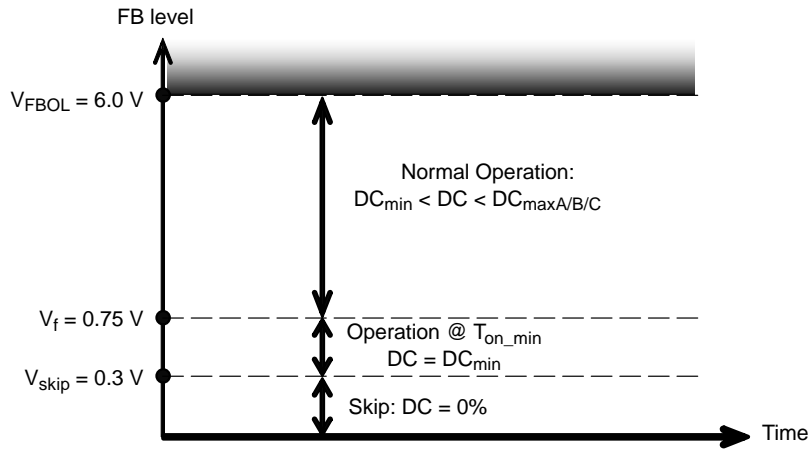 FB level
V_FBOL = 6.0 V
Normal Operation:
DC_min < DC < DC_maxA/B/C
V_f = 0.75 V
Operation @ T_on_min
DC = DC_min
V_skip = 0.3 V
Skip: DC = 0%
Time